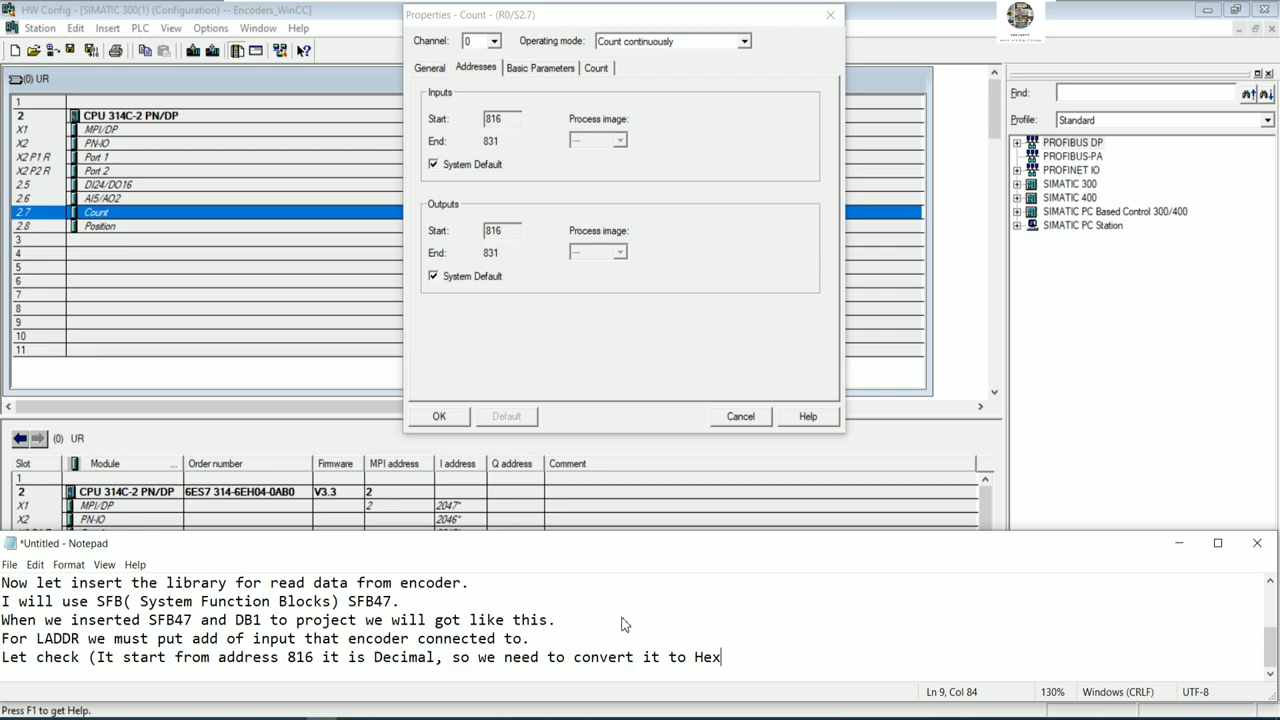 HW Config - [SIMATIC 300(1) (Configuration) -- Encoders_WinCC]
Station Edit Insert PLC View Options Window Help
(0) UR
1
2 CPU 314C-2 PN/DP
X1 MPI/DP
X2 PN-IO
X2 P1 R Port 1
X2 P2 R Port 2
2.5 DI24/DO16
2.6 AI5/AO2
2.7 Count
2.8 Position
3
4
5
6
7
8
9
10
11
Properties - Count - (R0/S2.7)
Channel: 0 Operating mode: Count continuously
General Addresses Basic Parameters Count
Inputs
Start: 816 Process image:
End: 831 ---
System Default
Outputs
Start: 816 Process image:
End: 831 ---
System Default
OK Default Cancel Help
Find:
Profile: Standard
PROFIBUS DP
PROFIBUS-PA
PROFINET IO
SIMATIC 300
SIMATIC 400
SIMATIC PC Based Control 300/400
SIMATIC PC Station
(0) UR
Slot Module ... Order number Firmware MPI address I address Q address Comment
1
2 CPU 314C-2 PN/DP 6ES7 314-6EH04-0AB0 V3.3 2
X1 MPI/DP 2 2047*
X2 PN-IO 2046*
*Untitled - Notepad
File Edit Format View Help
Now let insert the library for read data from encoder.
I will use SFB( System Function Blocks) SFB47.
When we inserted SFB47 and DB1 to project we will got like this.
For LADDR we must put add of input that encoder connected to.
Let check (It start from address 816 it is Decimal, so we need to convert it to Hex
Ln 9, Col 84 130% Windows (CRLF) UTF-8
Press F1 to get Help.